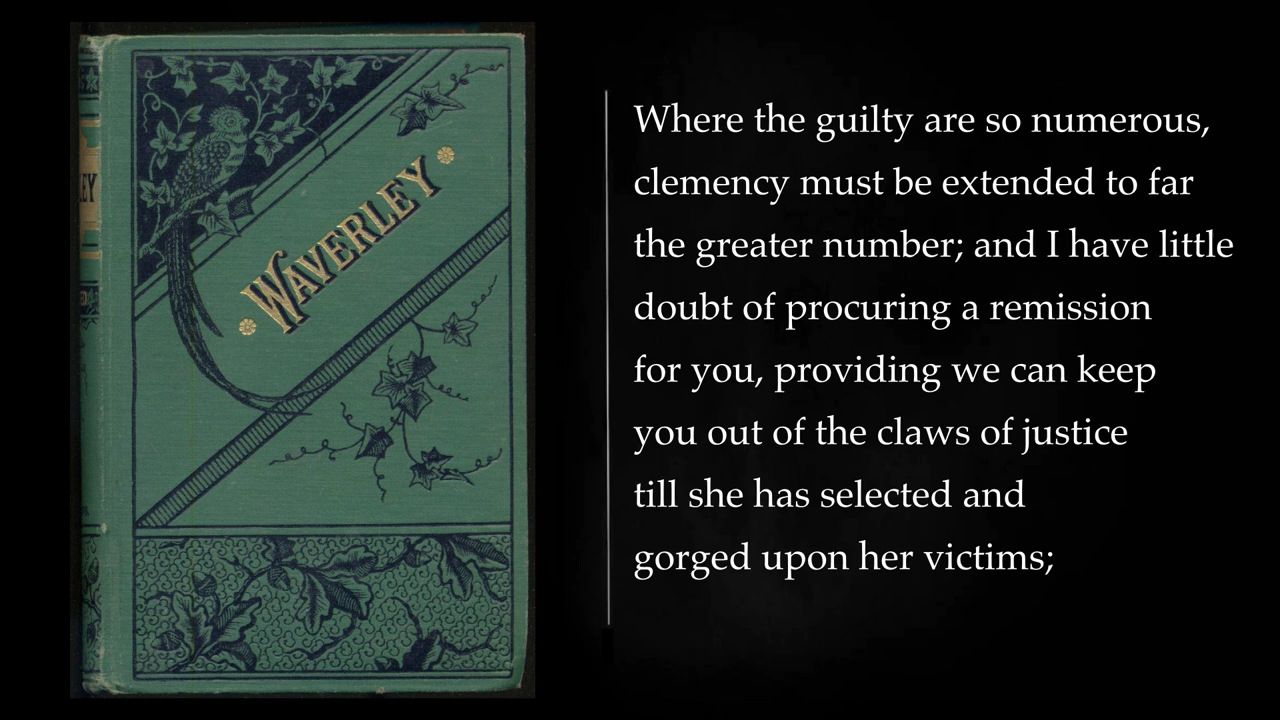 WAVERLEY
Where the guilty are so numerous,
clemency must be extended to far
the greater number; and I have little
doubt of procuring a remission
for you, providing we can keep
you out of the claws of justice
till she has selected and
gorged upon her victims;